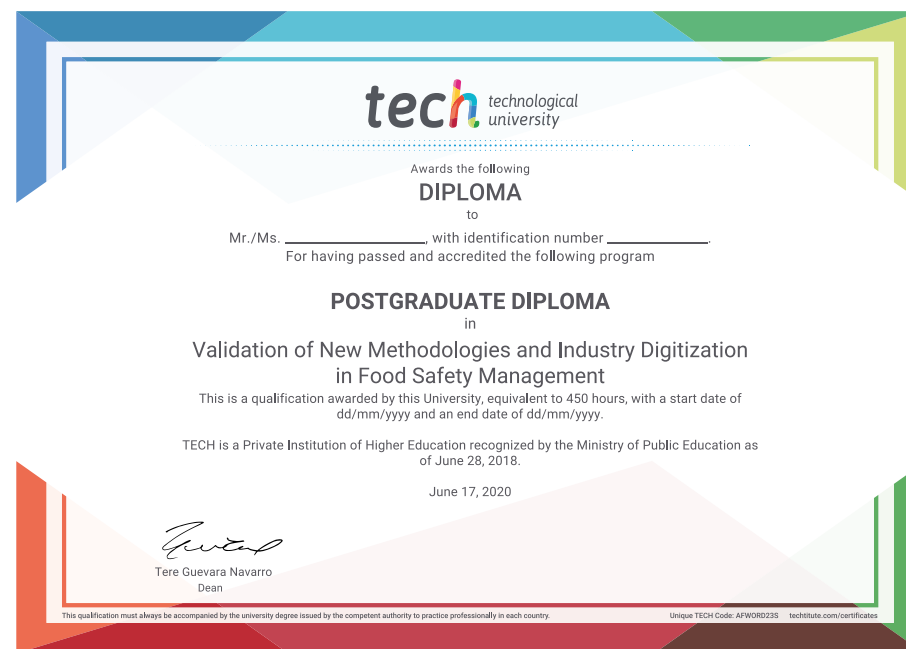 tech technological
university
Awards the following
DIPLOMA
to
Mr./Ms. ____________________, with identification number ______________.
For having passed and accredited the following program
POSTGRADUATE DIPLOMA
in
Validation of New Methodologies and Industry Digitization
in Food Safety Management
This is a qualification awarded by this University, equivalent to 450 hours, with a start date of
dd/mm/yyyy and an end date of dd/mm/yyyy.
TECH is a Private Institution of Higher Education recognized by the Ministry of Public Education as
of June 28, 2018.
June 17, 2020
Tere Guevara Navarro
Dean
This qualification must always be accompanied by the university degree issued by the competent authority to practice professionally in each country. Unique TECH Code: AFWORD23S techtitute.com/certificates